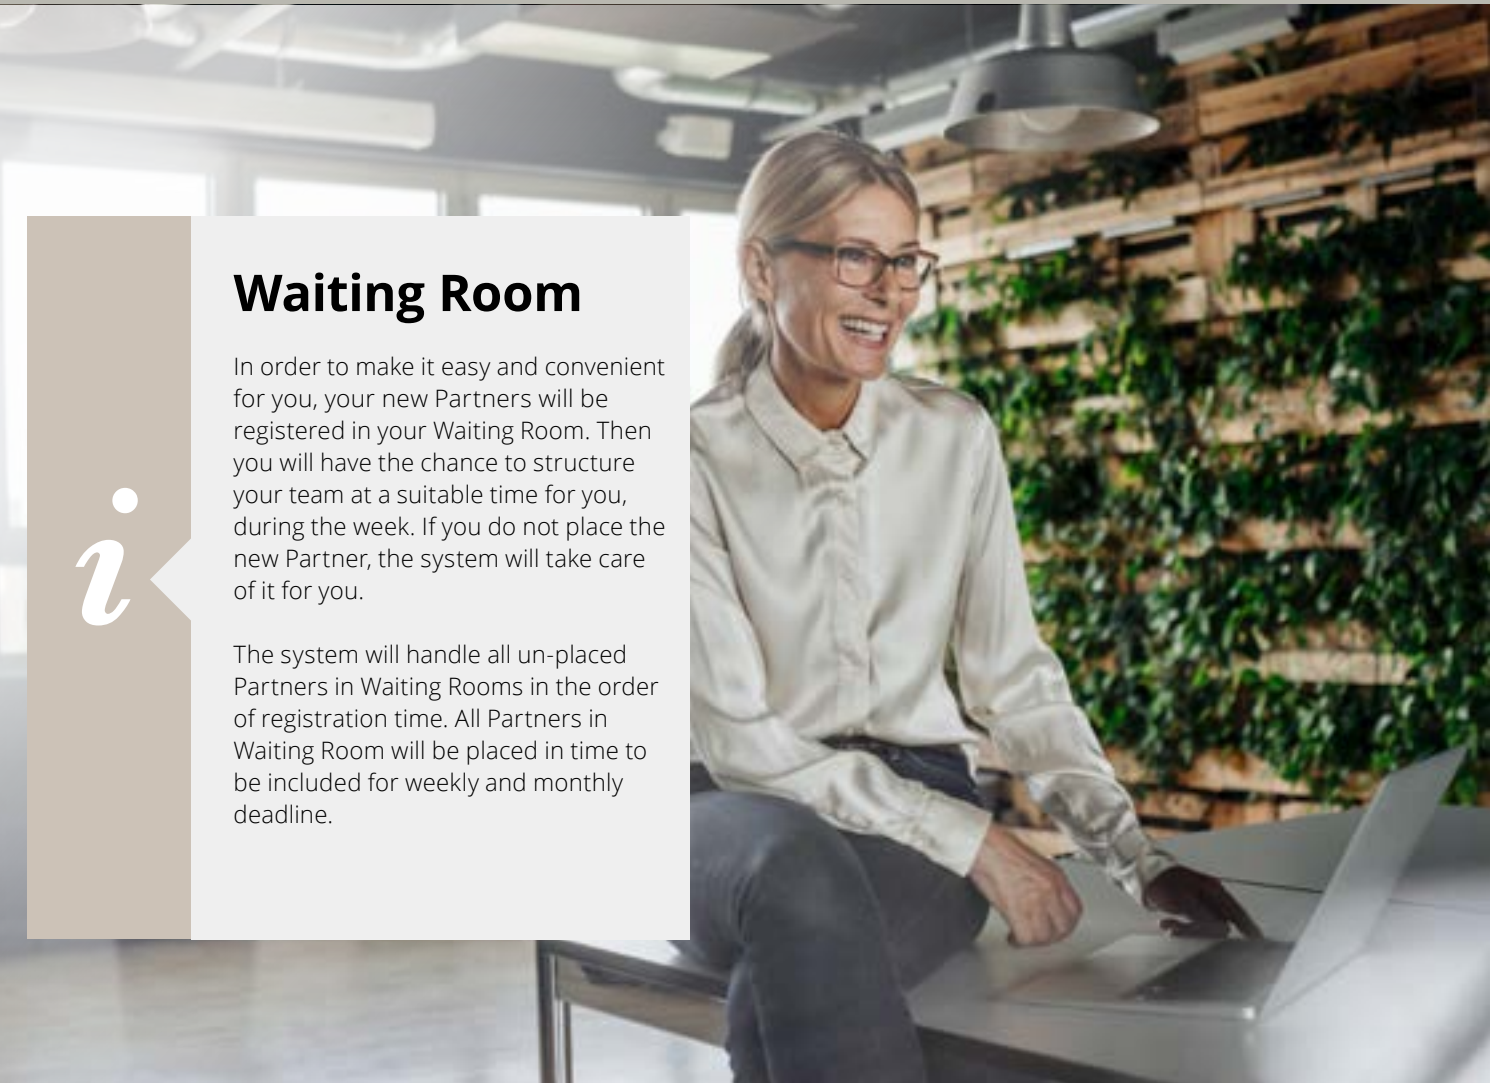 Waiting Room
In order to make it easy and convenient
for you, your new Partners will be
registered in your Waiting Room. Then
you will have the chance to structure
your team at a suitable time for you,
during the week. If you do not place the
new Partner, the system will take care
of it for you.
The system will handle all un-placed
Partners in Waiting Rooms in the order
of registration time. All Partners in
Waiting Room will be placed in time to
be included for weekly and monthly
deadline.
i